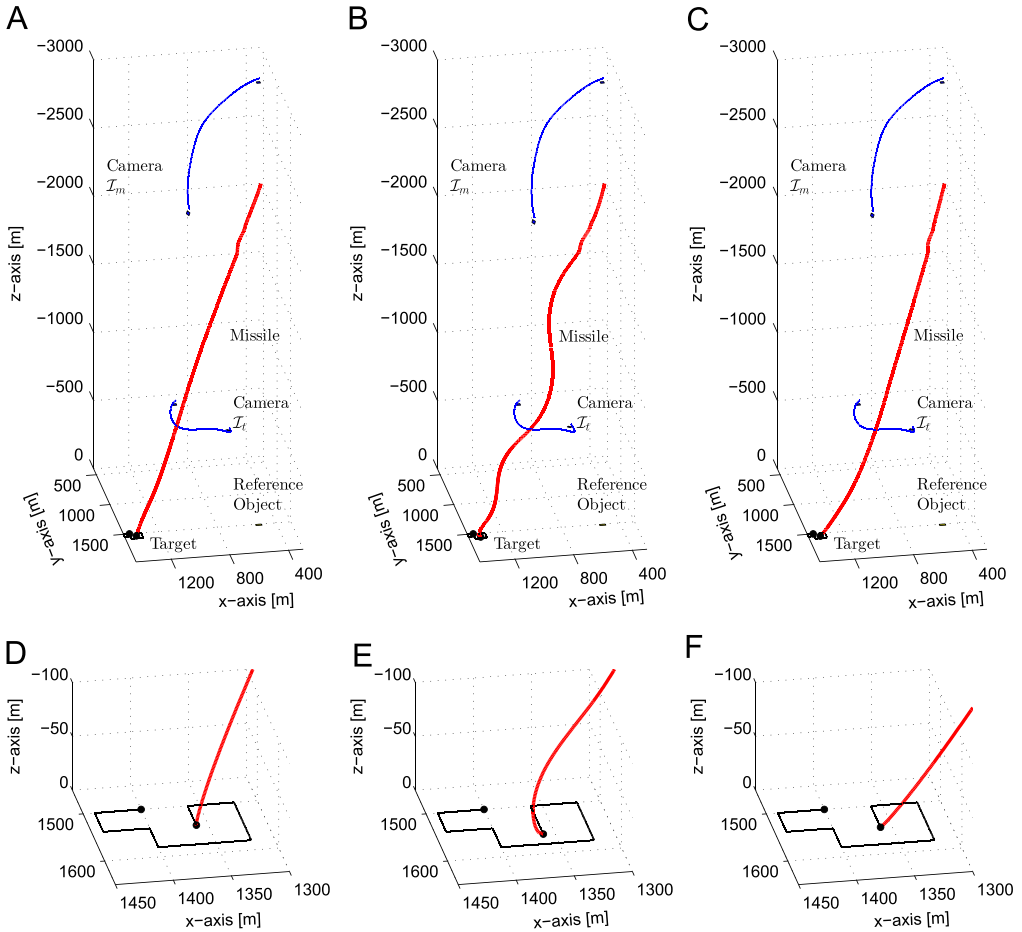 A
B
C
−3000
−2500
−2000
−1500
−1000
−500
0
z−axis [m]
500
1000
1500
y−axis [m]
1200
800
400
x−axis [m]
Camera
ℐm
Missile
Camera
ℐt
Reference
Object
Target
−3000
−2500
−2000
−1500
−1000
−500
0
z−axis [m]
500
1000
1500
y−axis [m]
1200
800
400
x−axis [m]
Camera
ℐm
Missile
Camera
ℐt
Reference
Object
Target
−3000
−2500
−2000
−1500
−1000
−500
0
z−axis [m]
500
1000
1500
y−axis [m]
1200
800
400
x−axis [m]
Camera
ℐm
Missile
Camera
ℐt
Reference
Object
Target
D
E
F
−100
−50
0
z−axis [m]
1500
1600
1450
1400
1350
1300
x−axis [m]
−100
−50
0
z−axis [m]
1500
1600
1450
1400
1350
1300
x−axis [m]
−100
−50
0
z−axis [m]
1500
1600
1450
1400
1350
1300
x−axis [m]